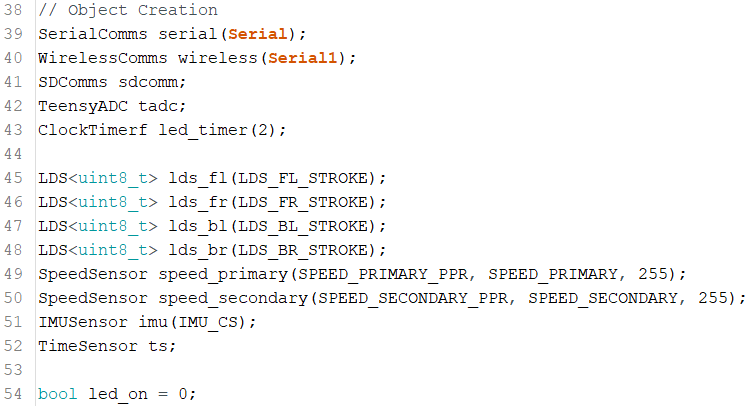 38 // Object Creation
39 SerialComms serial(Serial);
40 WirelessComms wireless(Serial1);
41 SDComms sdcomm;
42 TeensyADC tadc;
43 ClockTimerf led_timer(2);
44
45 LDS<uint8_t> lds_fl(LDS_FL_STROKE);
46 LDS<uint8_t> lds_fr(LDS_FR_STROKE);
47 LDS<uint8_t> lds_bl(LDS_BL_STROKE);
48 LDS<uint8_t> lds_br(LDS_BR_STROKE);
49 SpeedSensor speed_primary(SPEED_PRIMARY_PPR, SPEED_PRIMARY, 255);
50 SpeedSensor speed_secondary(SPEED_SECONDARY_PPR, SPEED_SECONDARY, 255);
51 IMUSensor imu(IMU_CS);
52 TimeSensor ts;
53
54 bool led_on = 0;